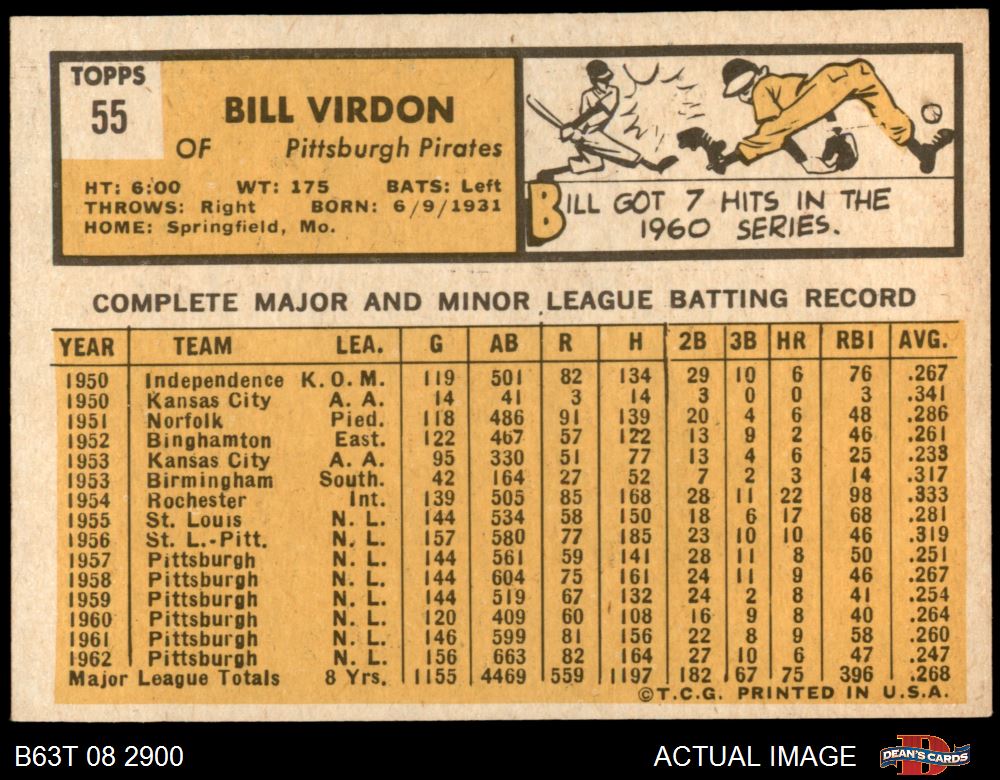 TOPPS
55
BILL VIRDON
OF Pittsburgh Pirates
HT: 6:00 WT: 175 BATS: Left
THROWS: Right BORN: 6/9/1931
HOME: Springfield, Mo.
BILL GOT 7 HITS IN THE
1960 SERIES.
COMPLETE MAJOR AND MINOR LEAGUE BATTING RECORD
YEAR TEAM LEA. G AB R H 2B 3B HR RBI AVG.
1950 Independence K. O. M. 119 501 82 134 29 10 6 76 .267
1950 Kansas City A. A. 14 41 3 14 3 0 0 3 .341
1951 Norfolk Pied. 118 486 91 139 20 4 6 48 .286
1952 Binghamton East. 122 467 57 122 13 9 2 46 .261
1953 Kansas City A. A. 95 330 51 77 13 4 6 25 .233
1953 Birmingham South. 42 164 27 52 7 2 3 14 .317
1954 Rochester Int. 139 505 85 168 28 11 22 98 .333
1955 St. Louis N. L. 144 534 58 150 18 6 17 68 .281
1956 St. L.-Pitt. N. L. 157 580 77 185 23 10 10 46 .319
1957 Pittsburgh N. L. 144 561 59 141 28 11 8 50 .251
1958 Pittsburgh N. L. 144 604 75 161 24 11 9 46 .267
1959 Pittsburgh N. L. 144 519 67 132 24 2 8 41 .254
1960 Pittsburgh N. L. 120 409 60 108 16 9 8 40 .264
1961 Pittsburgh N. L. 146 599 81 156 22 8 9 58 .260
1962 Pittsburgh N. L. 156 663 82 164 27 10 6 47 .247
Major League Totals 8 Yrs. 1155 4469 559 1197 182 67 75 396 .268
©T.C.G. PRINTED IN U.S.A.
B63T 08 2900 ACTUAL IMAGE DEAN'S CARDS